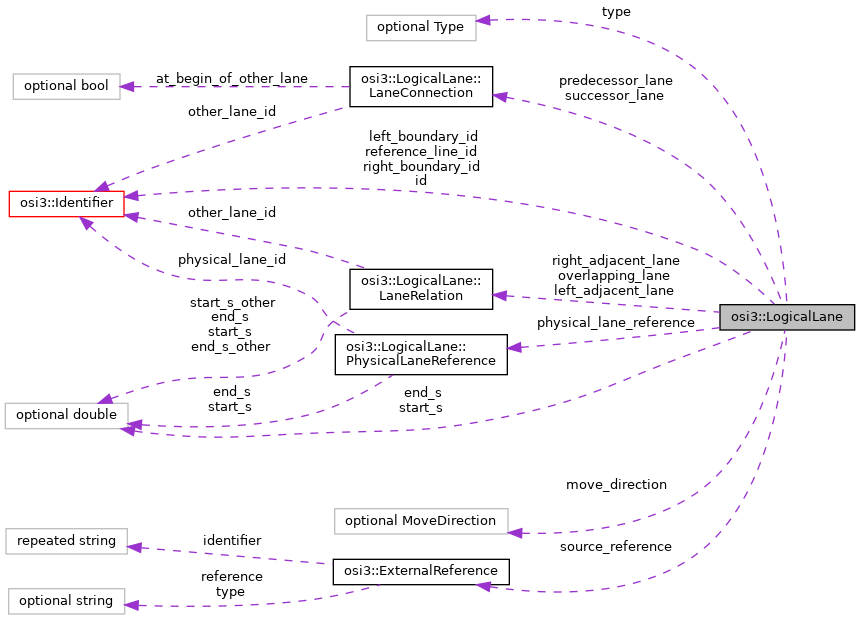 type
optional Type
optional bool
at_begin_of_other_lane
osi3::LogicalLane::
LaneConnection
predecessor_lane
successor_lane
other_lane_id
left_boundary_id
reference_line_id
right_boundary_id
id
osi3::Identifier
other_lane_id
physical_lane_id
osi3::LogicalLane::
LaneRelation
right_adjacent_lane
overlapping_lane
left_adjacent_lane
osi3::LogicalLane
start_s_other
end_s
start_s
end_s_other
osi3::LogicalLane::
PhysicalLaneReference
physical_lane_reference
optional double
end_s
start_s
end_s
start_s
move_direction
optional MoveDirection
repeated string
identifier
source_reference
osi3::ExternalReference
reference
type
optional string